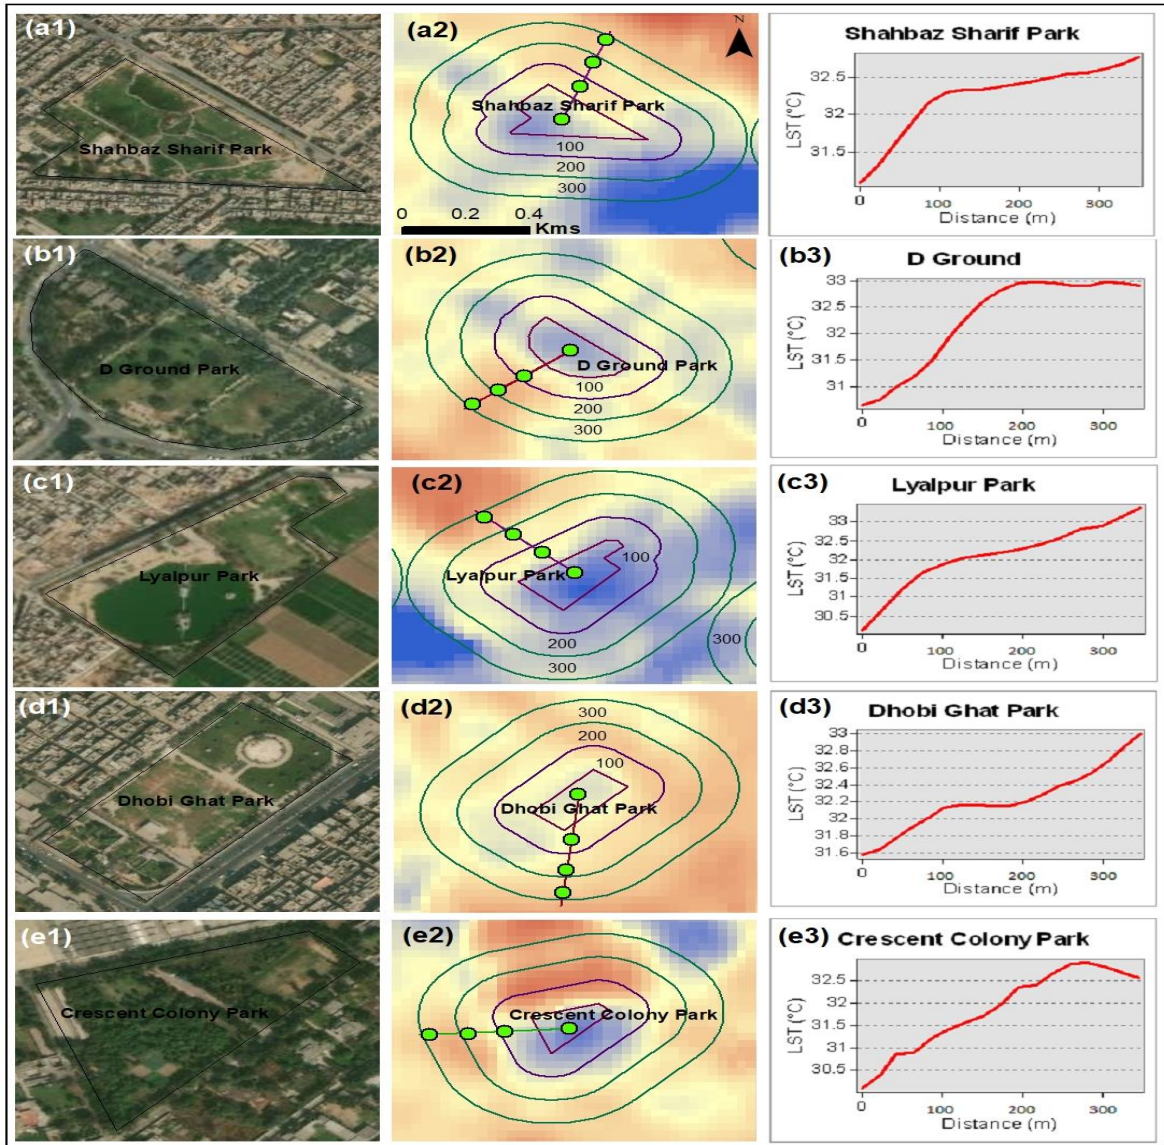 (a1)
Shahbaz Sharif Park
(a2)
N
Shahbaz Sharif Park
100
200
300
0 0.2 0.4
Kms
Shahbaz Sharif Park
LST (°C)
32.5
32
31.5
0 100 200 300
Distance (m)
(b1)
D Ground Park
(b2)
D Ground Park
100
200
300
(b3)
D Ground
LST (°C)
33
32.5
32
31.5
31
0 100 200 300
Distance (m)
(c1)
Lyalpur Park
(c2)
100
Lyalpur Park
200
300
300
(c3)
Lyalpur Park
LST (°C)
33
32.5
32
31.5
31
30.5
0 100 200 300
Distance (m)
(d1)
Dhobi Ghat Park
(d2)
300
200
100
Dhobi Ghat Park
(d3)
Dhobi Ghat Park
LST (°C)
33
32.8
32.4
32.2
31.8
31.6
0 100 200 300
Distance (m)
(e1)
Crescent Colony Park
(e2)
Crescent Colony Park
(e3)
Crescent Colony Park
LST (°C)
32.5
32
31.5
31
30.5
0 100 200 300
Distance (m)